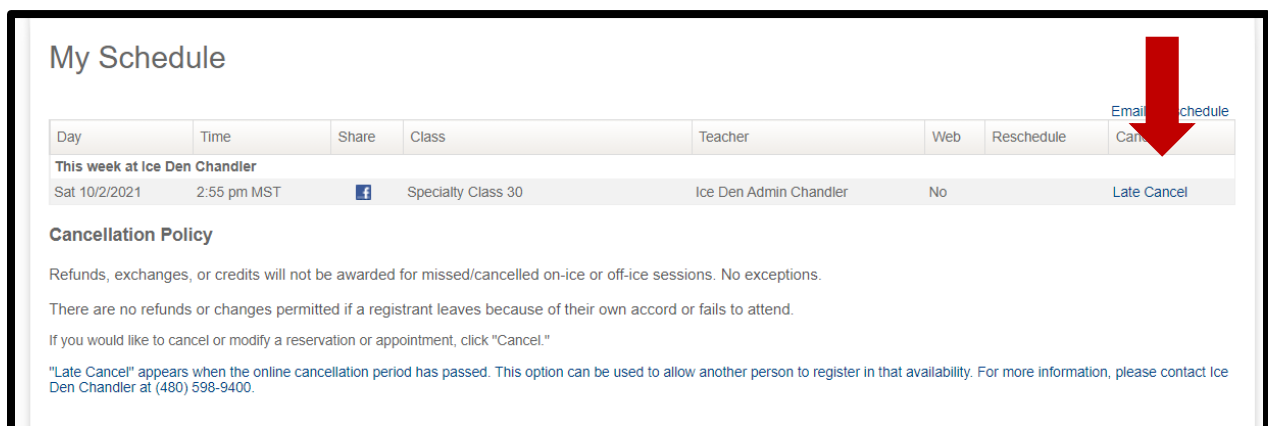 My Schedule
Email chedule
Day Time Share Class Teacher Web Reschedule Can
This week at Ice Den Chandler
Sat 10/2/2021 2:55 pm MST f Specialty Class 30 Ice Den Admin Chandler No Late Cancel
Cancellation Policy
Refunds, exchanges, or credits will not be awarded for missed/cancelled on-ice or off-ice sessions. No exceptions.
There are no refunds or changes permitted if a registrant leaves because of their own accord or fails to attend.
If you would like to cancel or modify a reservation or appointment, click "Cancel."
"Late Cancel" appears when the online cancellation period has passed. This option can be used to allow another person to register in that availability. For more information, please contact Ice
Den Chandler at (480) 598-9400.